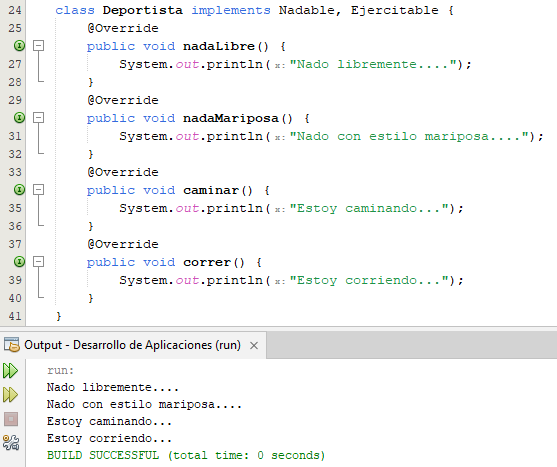 24 class Deportista implements Nadable, Ejercitable {
25 @Override
public void nadaLibre() {
27 System.out.println(x:"Nado libremente....");
28 }
29 @Override
public void nadaMariposa() {
31 System.out.println(x:"Nado con estilo mariposa....");
32 }
33 @Override
public void caminar() {
35 System.out.println(x:"Estoy caminando...");
36 }
37 @Override
public void correr() {
39 System.out.println(x:"Estoy corriendo...");
40 }
41 }
Output - Desarrollo de Aplicaciones (run) ×
run:
Nado libremente....
Nado con estilo mariposa....
Estoy caminando...
Estoy corriendo...
BUILD SUCCESSFUL (total time: 0 seconds)